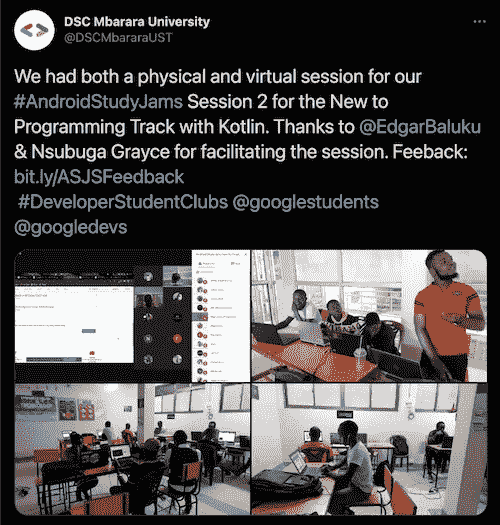 DSC Mbarara University
@DSCMbararaUST
We had both a physical and virtual session for our
#AndroidStudyJams Session 2 for the New to
Programming Track with Kotlin. Thanks to @EdgarBaluku
& Nsubuga Grayce for facilitating the session. Feeback:
bit.ly/ASJSFeedback
#DeveloperStudentClubs @googlestudents
@googledevs